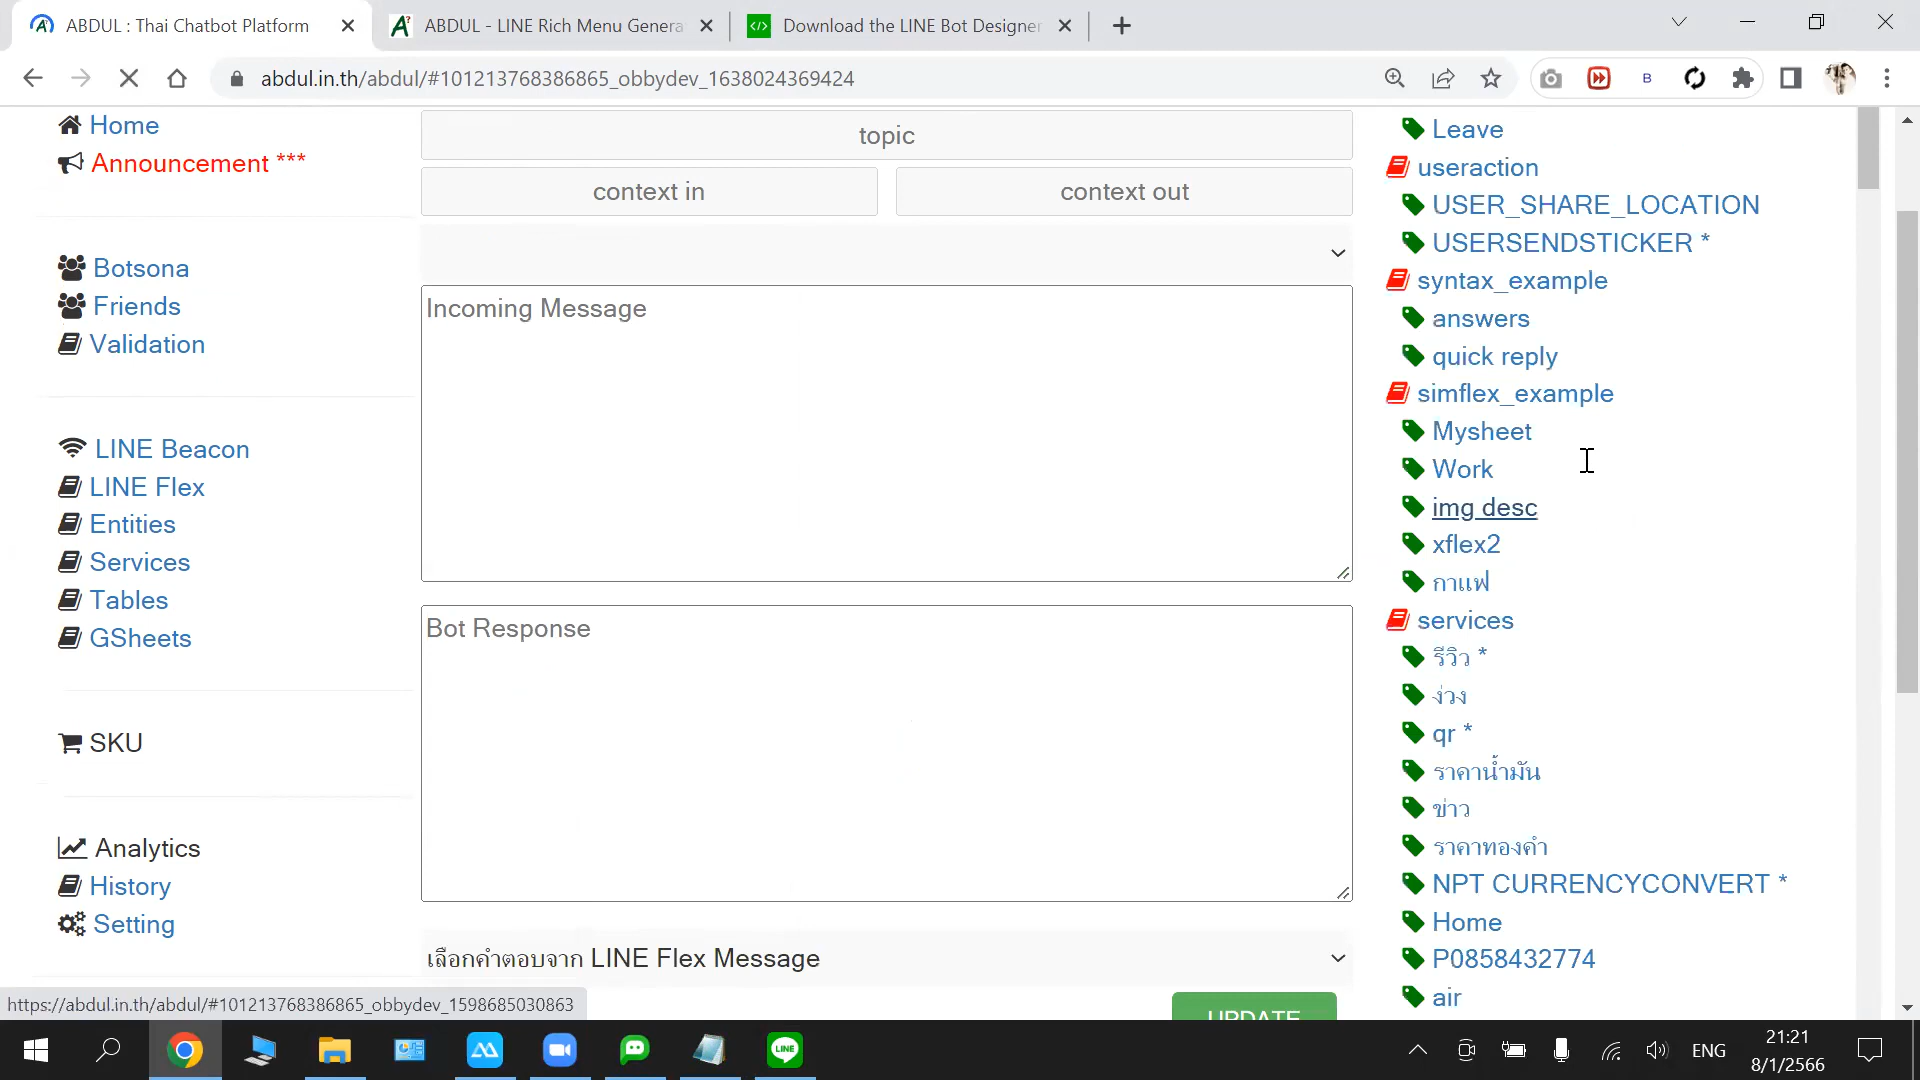 ABDUL : Thai Chatbot Platform
ABDUL - LINE Rich Menu Genera
Download the LINE Bot Designer
abdul.in.th/abdul/#101213768386865_obbydev_1638024369424
B
Home
Announcement ***
Botsona
Friends
Validation
LINE Beacon
LINE Flex
Entities
Services
Tables
GSheets
SKU
Analytics
History
Setting
topic
context in
context out
Incoming Message
Bot Response
เลือกคำตอบจาก LINE Flex Message
UPDATE
Leave
useraction
USER_SHARE_LOCATION
USERSENDSTICKER *
syntax_example
answers
quick reply
simflex_example
Mysheet
Work
img desc
xflex2
กาแฟ
services
รีวิว *
ง่วง
qr *
ราคาน้ำมัน
ข่าว
ราคาทองคำ
NPT CURRENCYCONVERT *
Home
P0858432774
air
https://abdul.in.th/abdul/#101213768386865_obbydev_1598685030863
LINE
ENG
21:21
8/1/2566